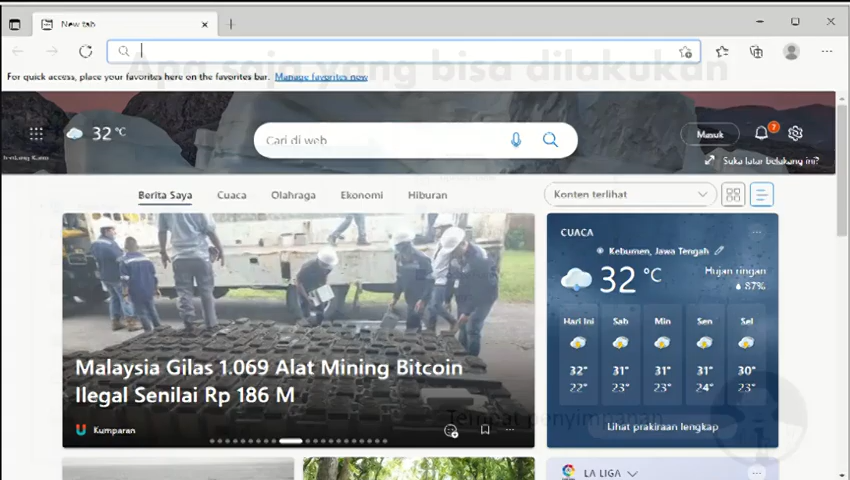 New tab
Apa saja yang bisa dilakukan
For quick access, place your favorites here on the favorites bar. Manage favorites now
32 °C
Cari di web
Masuk
7
Suka latar belakang ini?
Berita Saya
Cuaca
Olahraga
Ekonomi
Hiburan
Konten terlihat
Malaysia Gilas 1.069 Alat Mining Bitcoin
Ilegal Senilai Rp 186 M
Kumparan
CUACA
Kebumen, Jawa Tengah
32 °C
Hujan ringan
87%
Hari Ini
Sab
Min
Sen
Sel
32°
31°
31°
31°
30°
22°
23°
23°
24°
23°
Tempat penyimpanan
Lihat prakiraan lengkap
LA LIGA